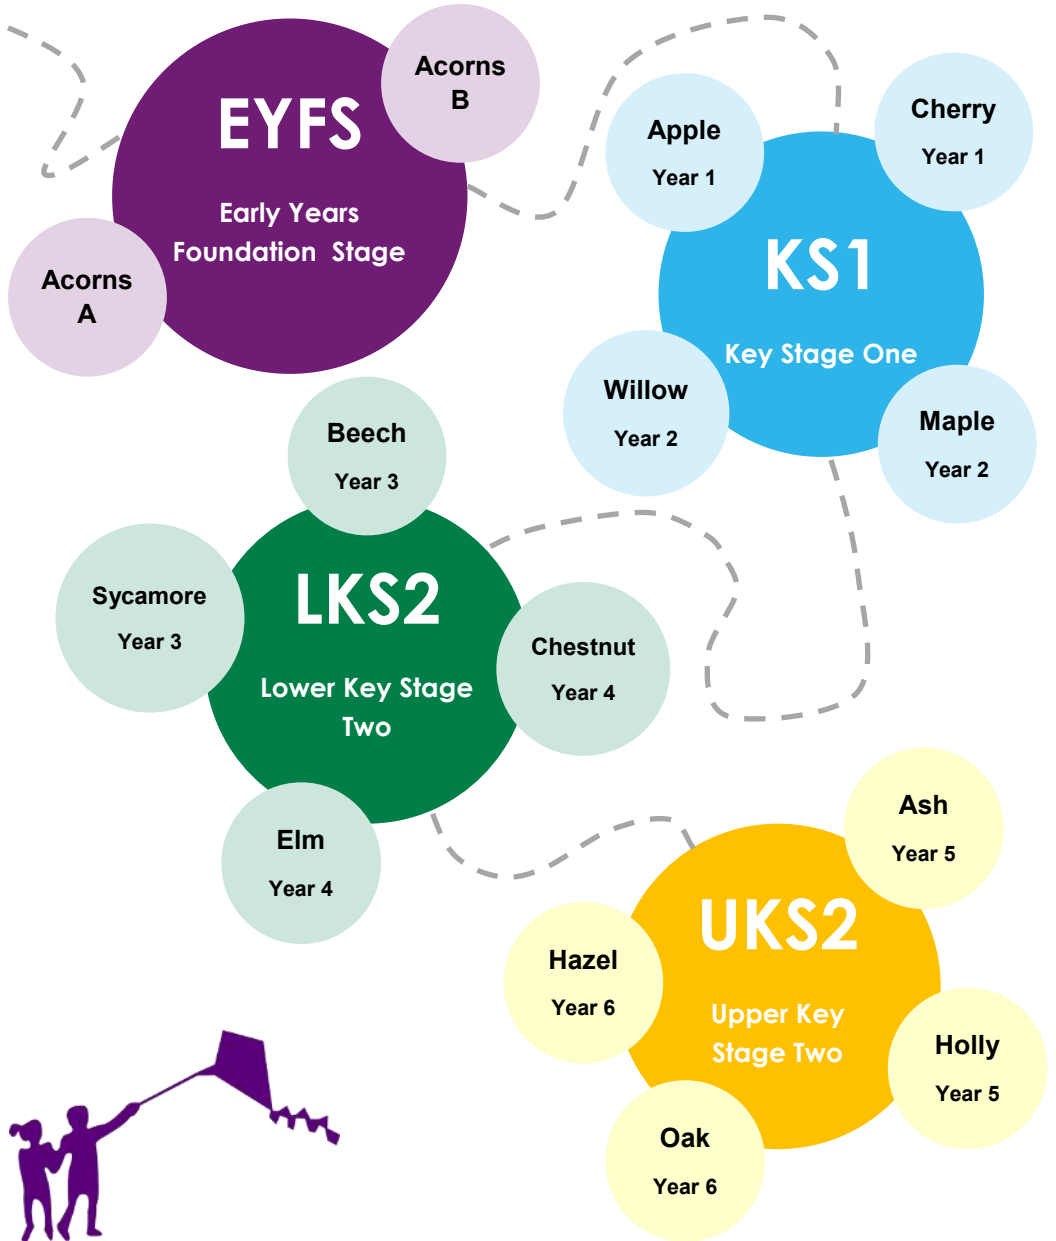 EYFS
Early Years
Foundation Stage
Acorns
B
Acorns
A
KS1
Key Stage One
Apple
Year 1
Cherry
Year 1
Willow
Year 2
Maple
Year 2
LKS2
Lower Key Stage
Two
Beech
Year 3
Sycamore
Year 3
Chestnut
Year 4
Elm
Year 4
UKS2
Upper Key
Stage Two
Ash
Year 5
Hazel
Year 6
Holly
Year 5
Oak
Year 6